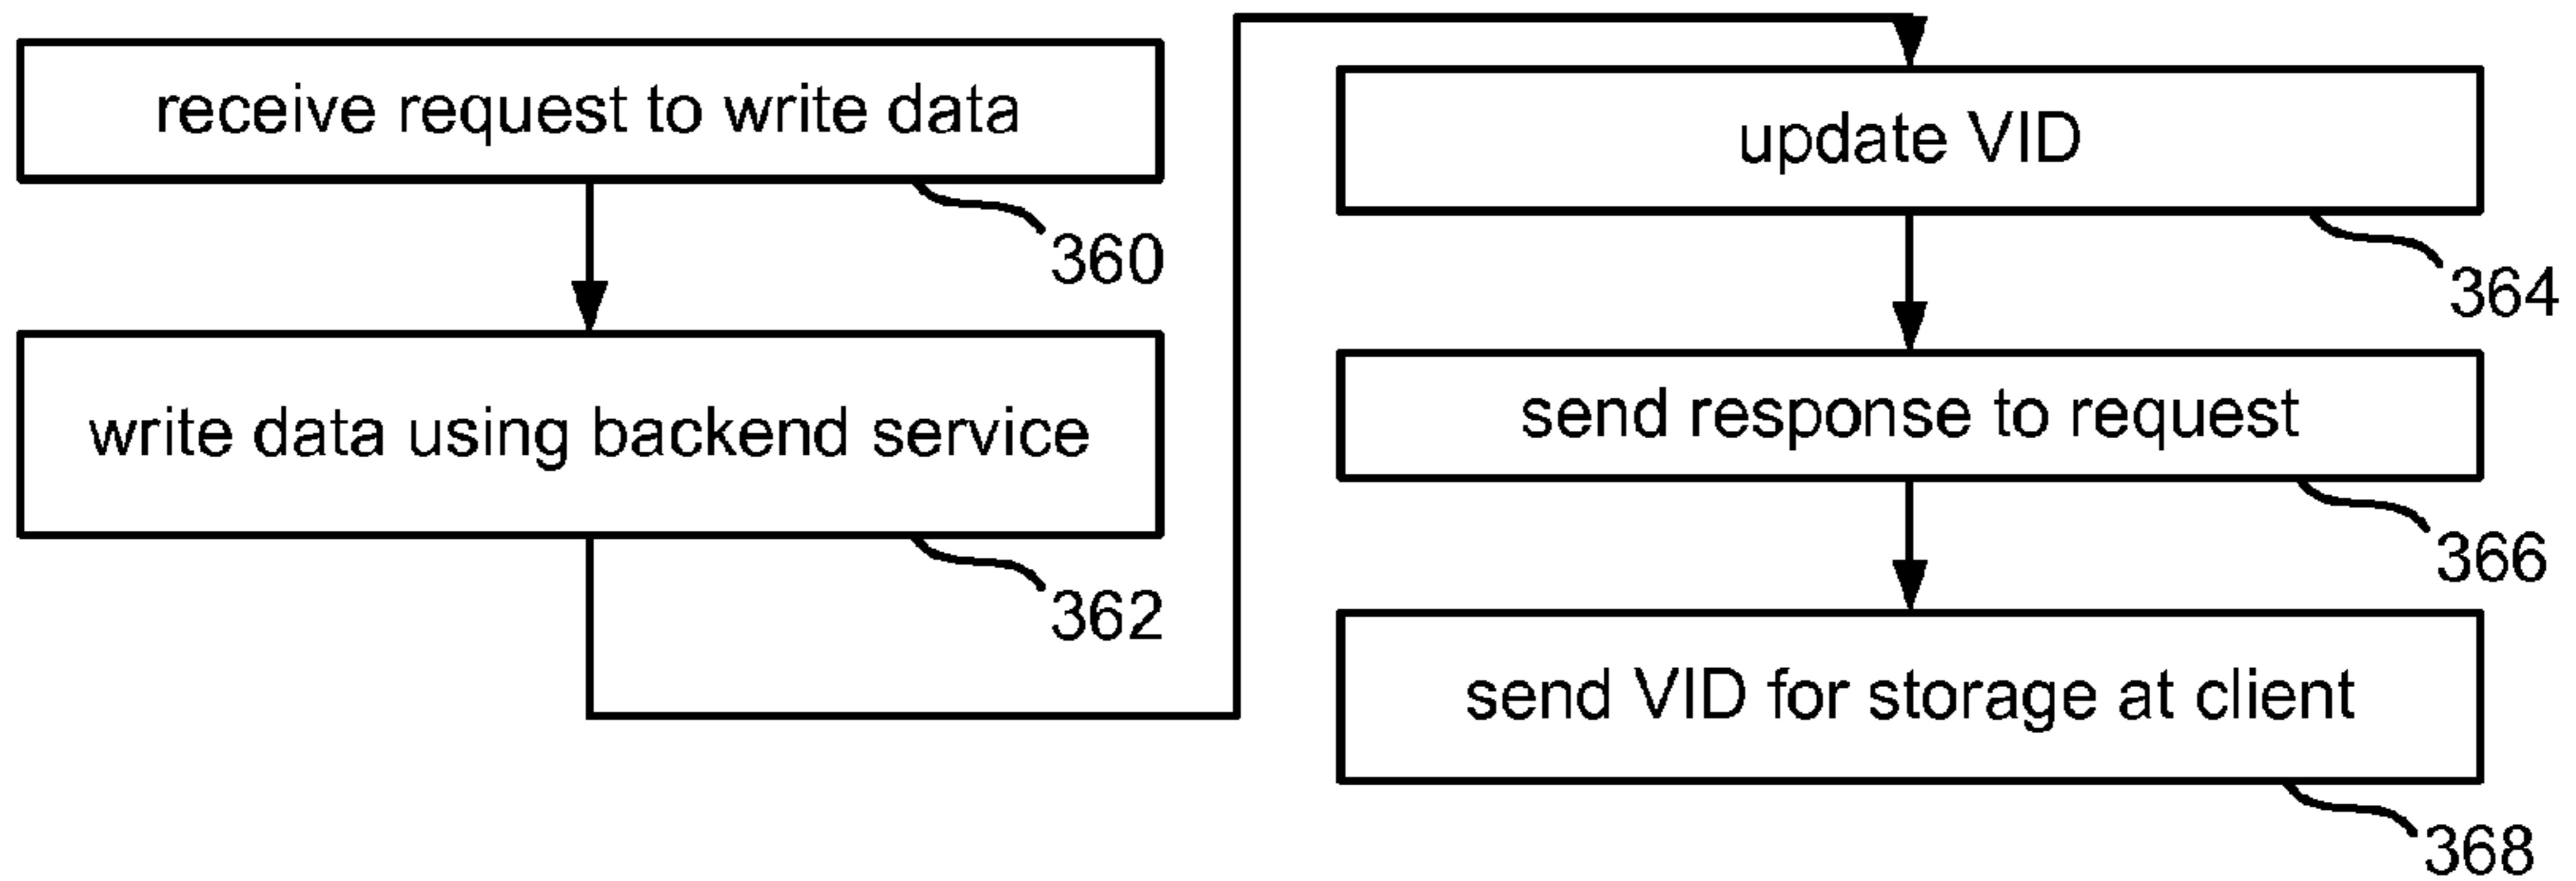 receive request to write data
360
write data using backend service
362
update VID
364
send response to request
366
send VID for storage at client
368